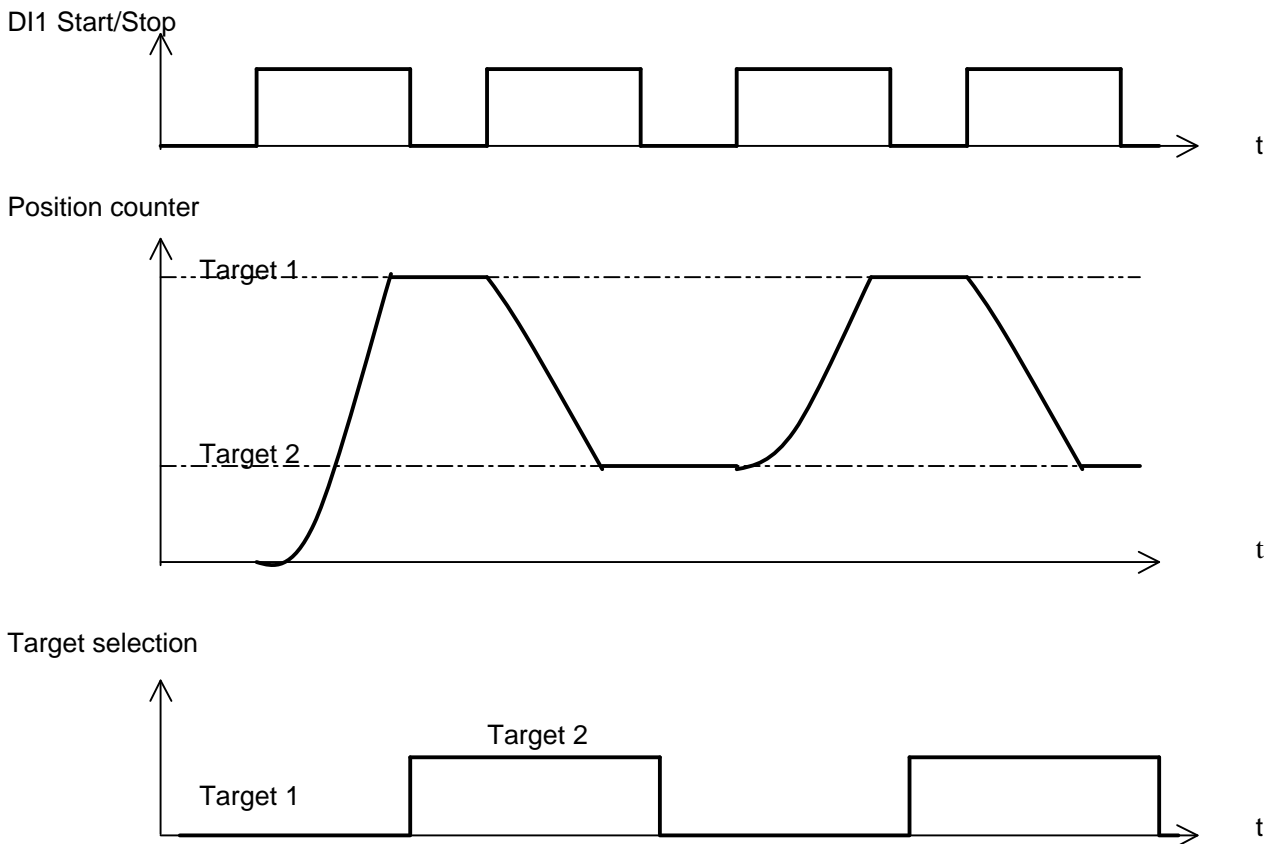 DI1 Start/Stop
t
Position counter
Target 1
Target 2
t
Target selection
Target 2
Target 1
t